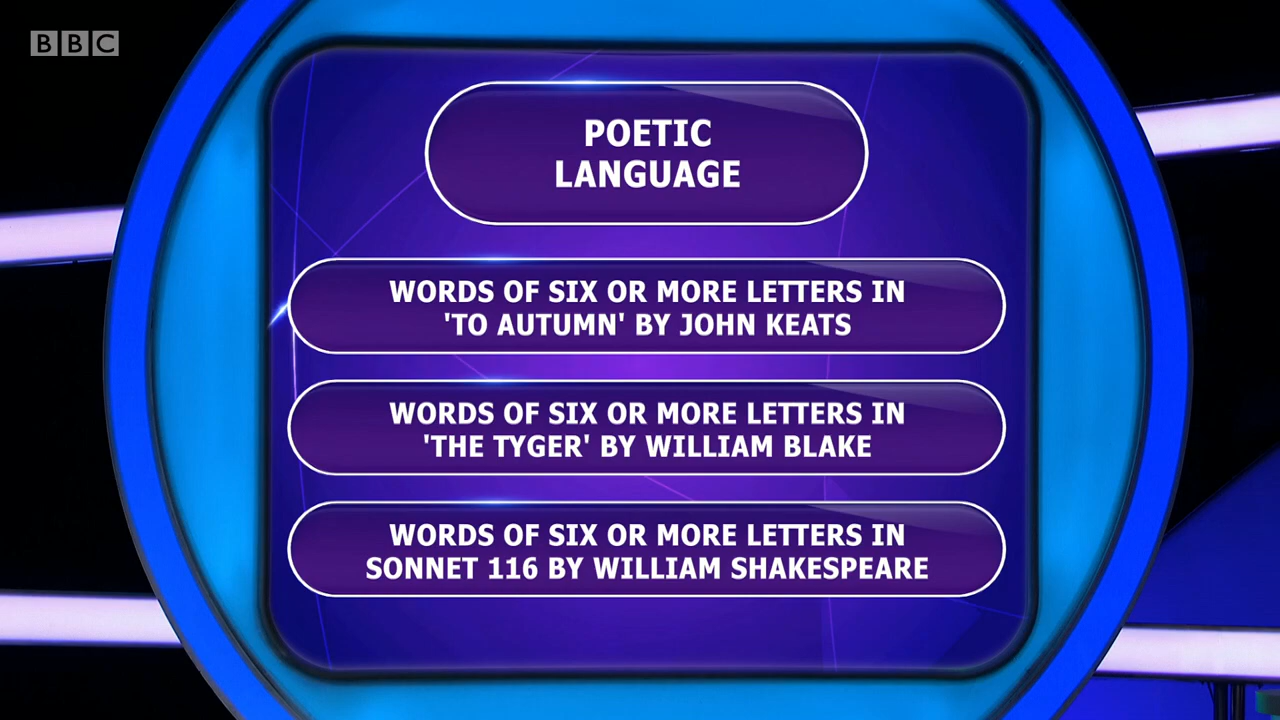 BBC
POETIC
LANGUAGE
WORDS OF SIX OR MORE LETTERS IN
'TO AUTUMN' BY JOHN KEATS
WORDS OF SIX OR MORE LETTERS IN
'THE TYGER' BY WILLIAM BLAKE
WORDS OF SIX OR MORE LETTERS IN
SONNET 116 BY WILLIAM SHAKESPEARE